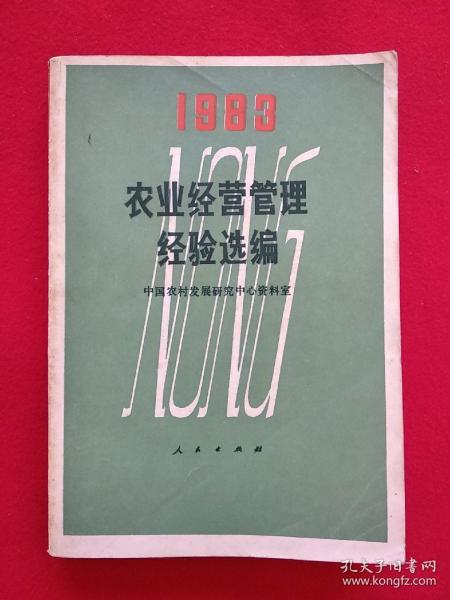 1983
NONG
农业经营管理
经验选编
中国农村发展研究中心资料室
人民出版社
孔夫子旧书网
www.kongfz.com